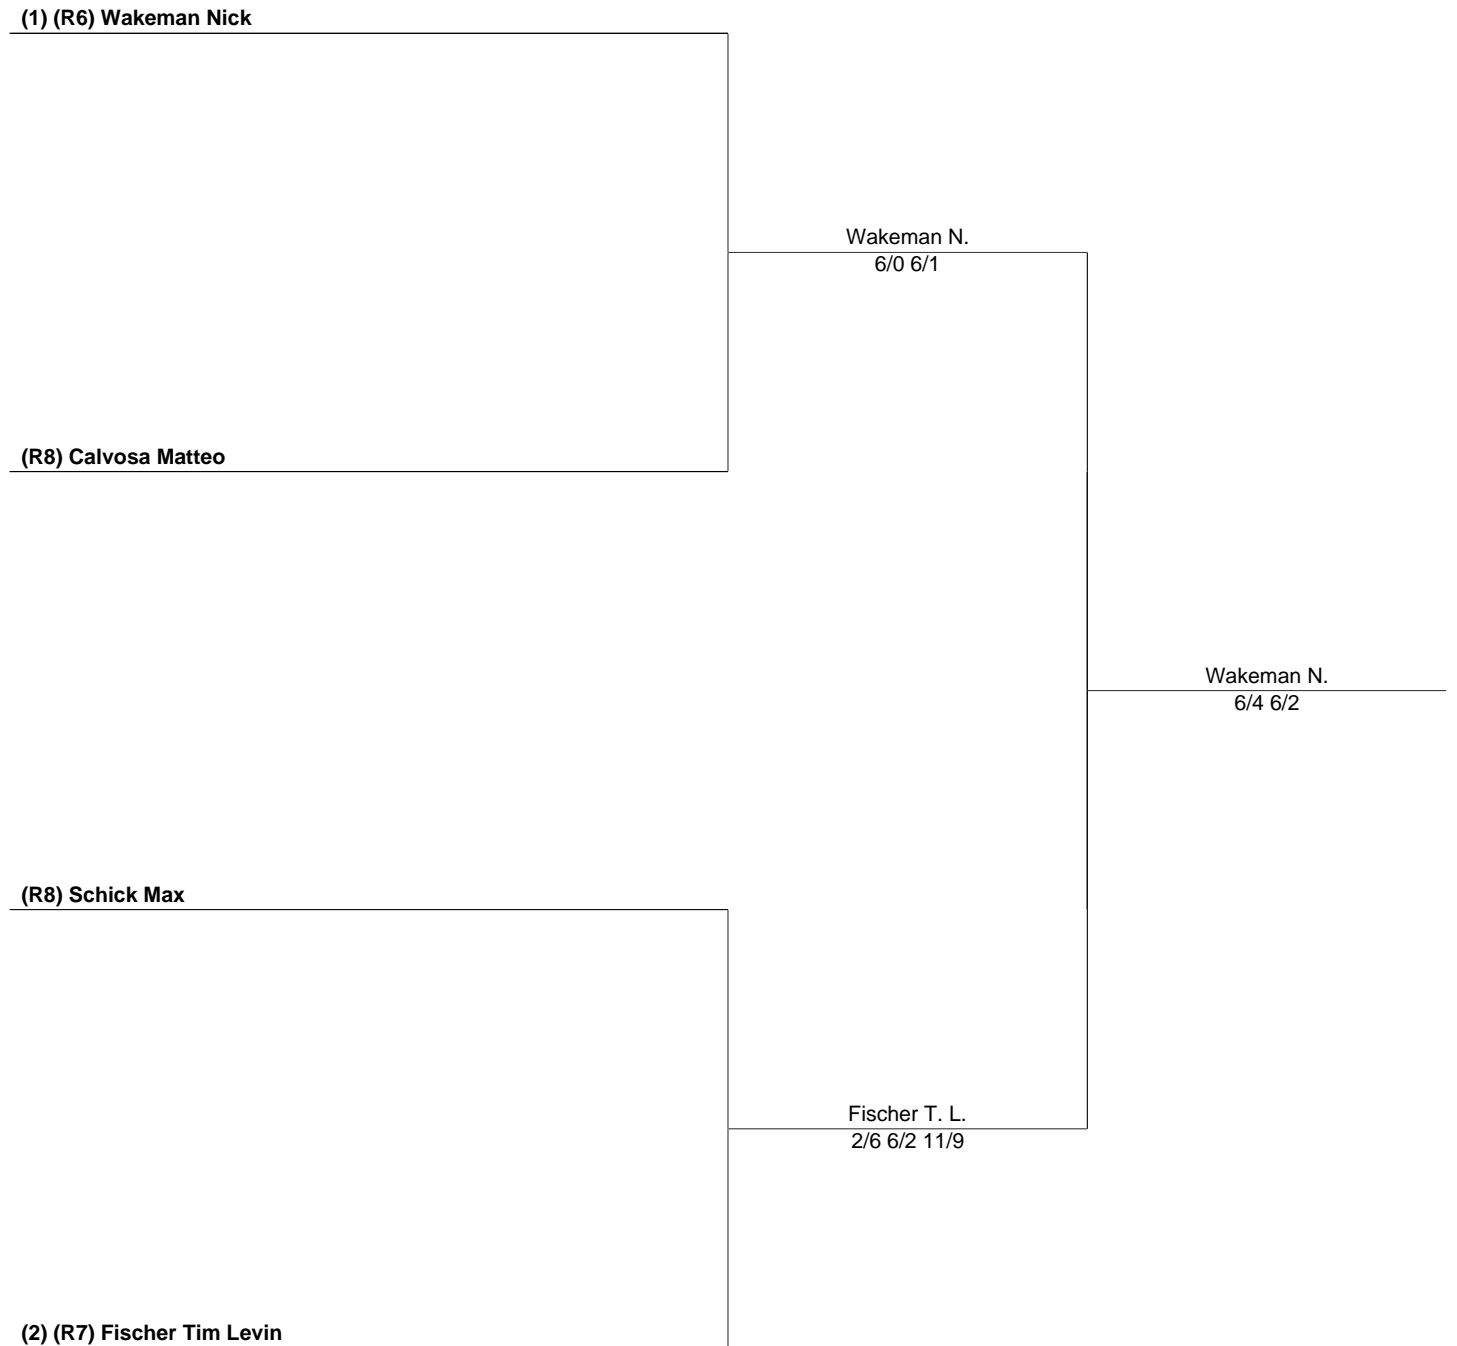 (1) (R6) Wakeman Nick
Wakeman N.
6/0 6/1
(R8) Calvosa Matteo
Wakeman N.
6/4 6/2
(R8) Schick Max
Fischer T. L.
2/6 6/2 11/9
(2) (R7) Fischer Tim Levin